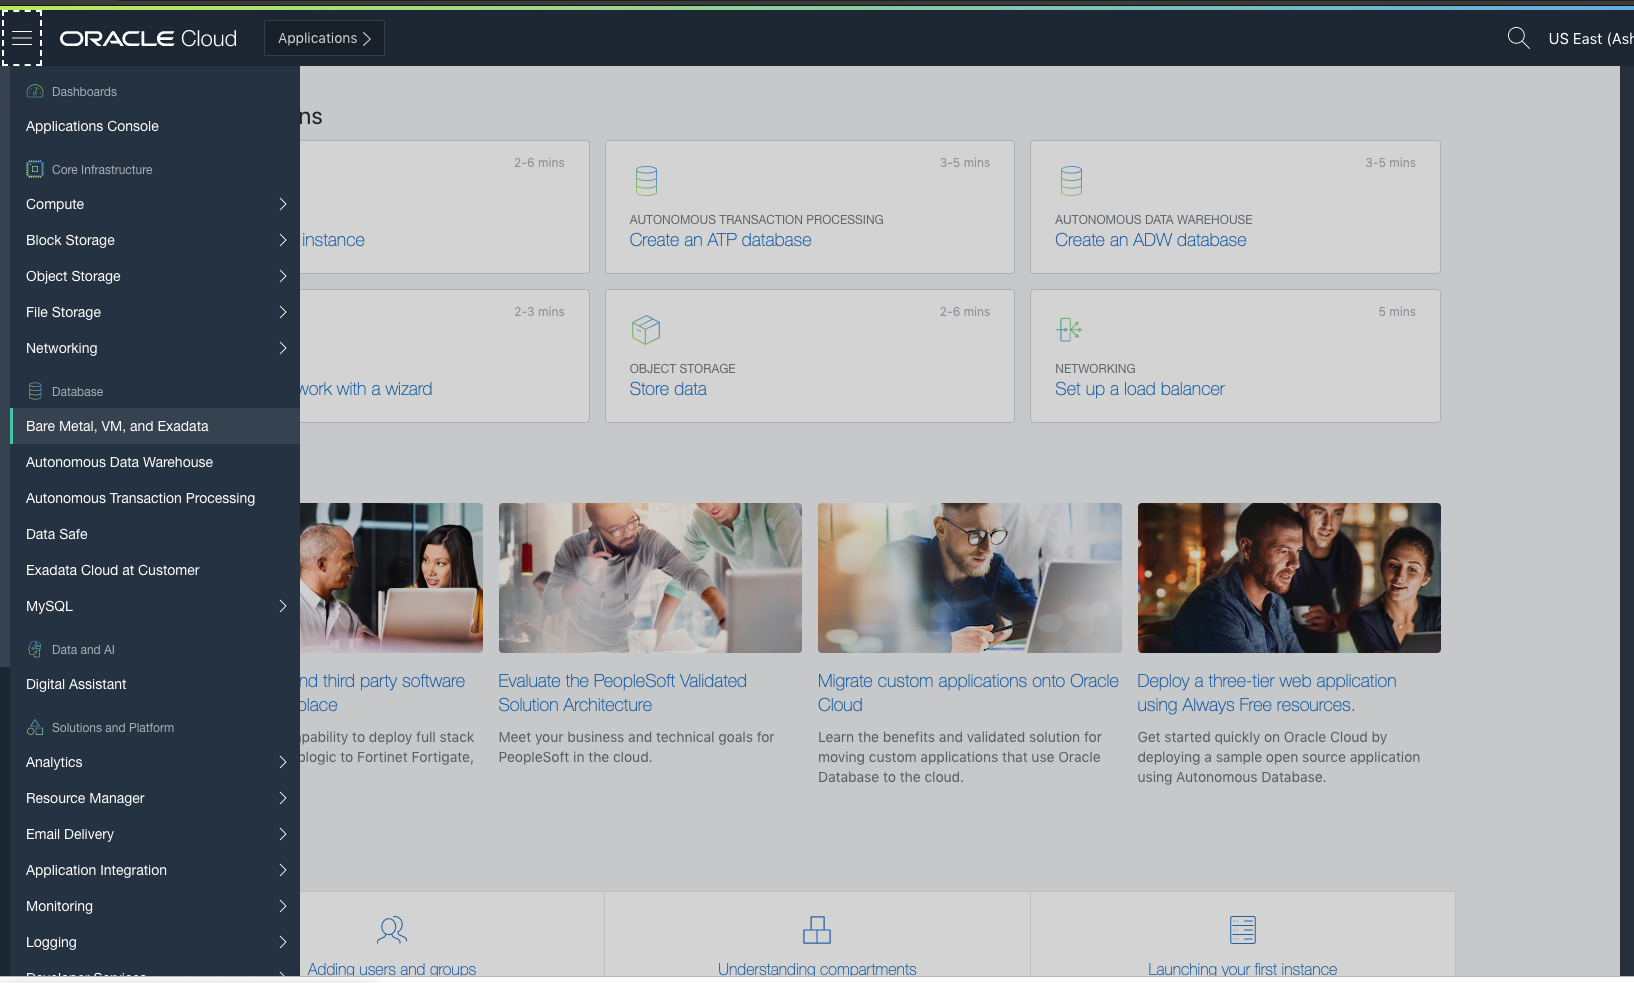 ORACLE Cloud
Applications
US East (Ash
Dashboards
Applications Console
Core Infrastructure
Compute
Block Storage
Object Storage
File Storage
Networking
Database
Bare Metal, VM, and Exadata
Autonomous Data Warehouse
Autonomous Transaction Processing
Data Safe
Exadata Cloud at Customer
MySQL
Data and AI
Digital Assistant
Solutions and Platform
Analytics
Resource Manager
Email Delivery
Application Integration
Monitoring
Logging
Developer Services
ns
2-6 mins
instance
3-5 mins
AUTONOMOUS TRANSACTION PROCESSING
Create an ATP database
3-5 mins
AUTONOMOUS DATA WAREHOUSE
Create an ADW database
2-3 mins
work with a wizard
2-6 mins
OBJECT STORAGE
Store data
5 mins
NETWORKING
Set up a load balancer
nd third party software
place
apability to deploy full stack
ologic to Fortinet Fortigate,
Evaluate the PeopleSoft Validated
Solution Architecture
Meet your business and technical goals for
PeopleSoft in the cloud.
Migrate custom applications onto Oracle
Cloud
Learn the benefits and validated solution for
moving custom applications that use Oracle
Database to the cloud.
Deploy a three-tier web application
using Always Free resources.
Get started quickly on Oracle Cloud by
deploying a sample open source application
using Autonomous Database.
Adding users and groups
Understanding compartments
Launching your first instance